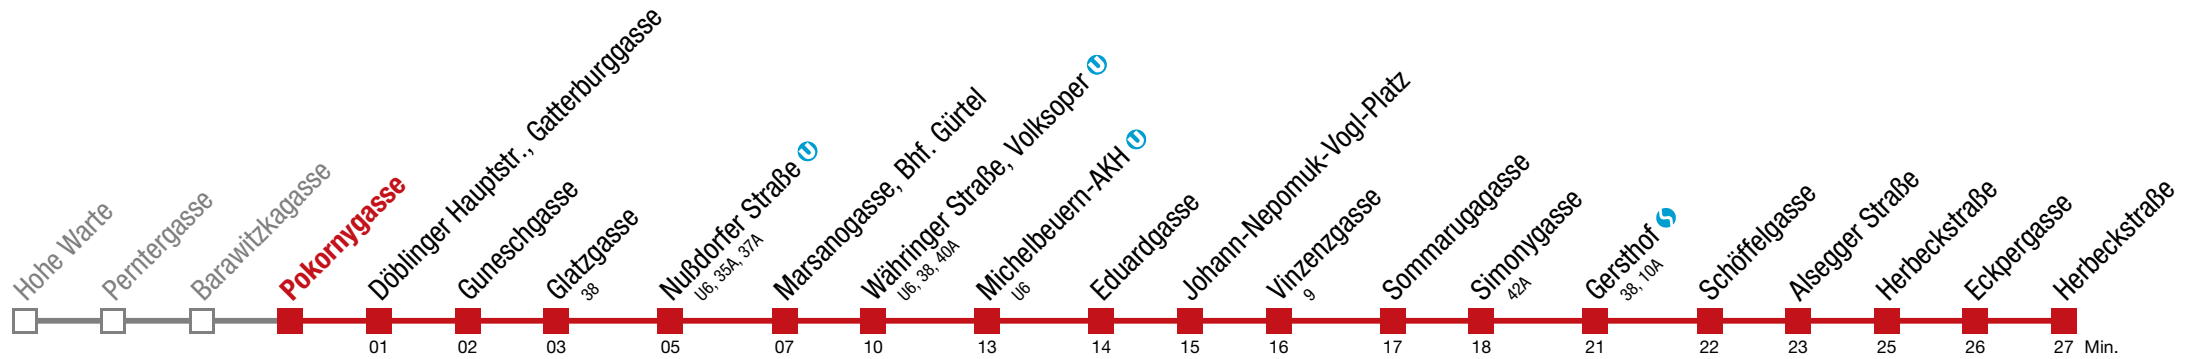 Hohe Warte
Perntergasse
Barawitzkagasse
Pokornygasse
Döblinger Hauptstr., Gatterburggasse
Guneschgasse
Glatzgasse
38
Nußdorfer Straße
U6, 35A, 37A
Marsanogasse, Bhf. Gürtel
Währinger Straße, Volksoper
U6, 38, 40A
Michelbeuern-AKH
U6
Eduardgasse
Johann-Nepomuk-Vogl-Platz
Vinzenzgasse
9
Sommarugagasse
Simonygasse
42A
Gersthof
38, 10A
Schöffelgasse
Alsegger Straße
Herbeckstraße
Eckpergasse
Herbeckstraße
01 02 03 05 07 10 13 14 15 16 17 18 21 22 23 25 26 27 Min.